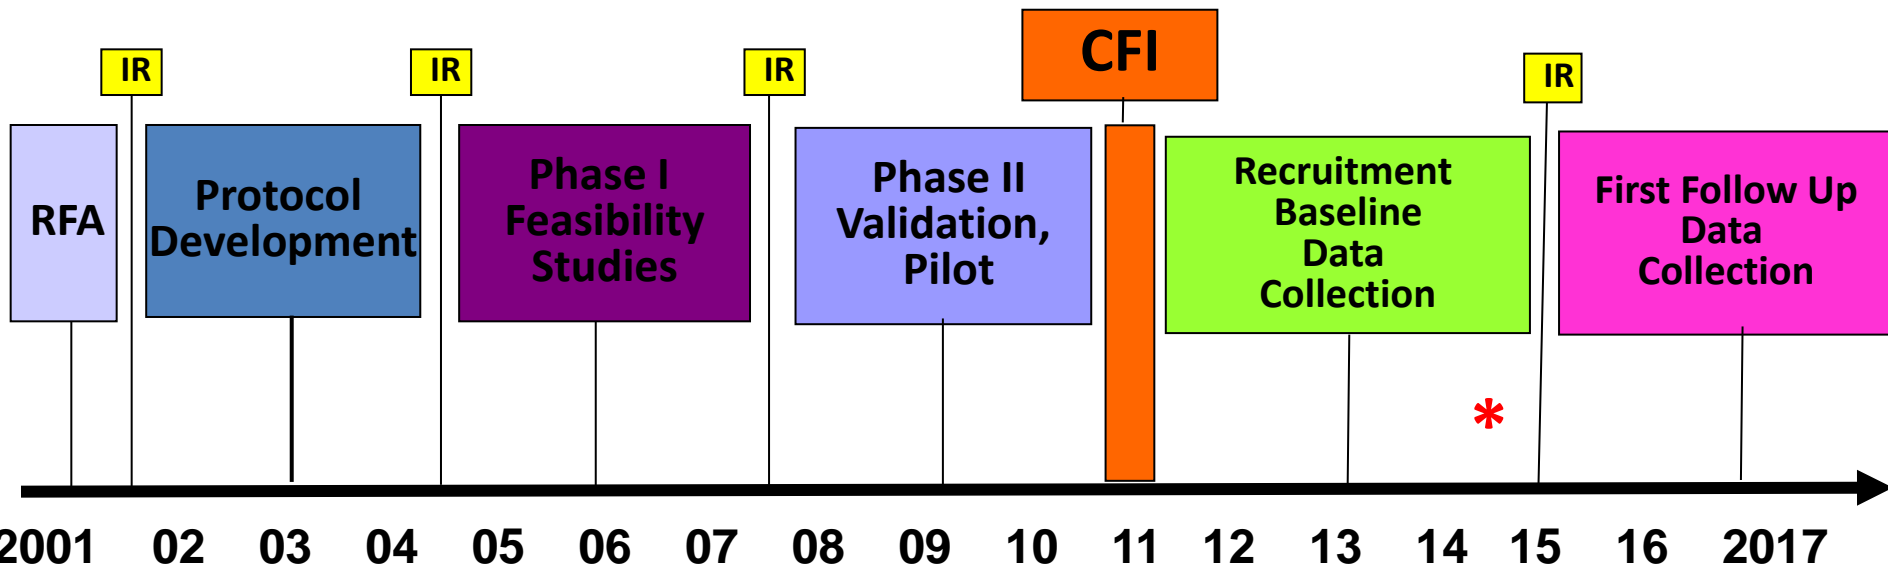 CFI
IR
IR
IR
IR
RFA
Protocol
Development
Phase I
Feasibility
Studies
Phase II
Validation,
Pilot
Recruitment
Baseline
Data
Collection
First Follow Up
Data
Collection
*
2001 02 03 04 05 06 07 08 09 10 11 12 13 14 15 16 2017